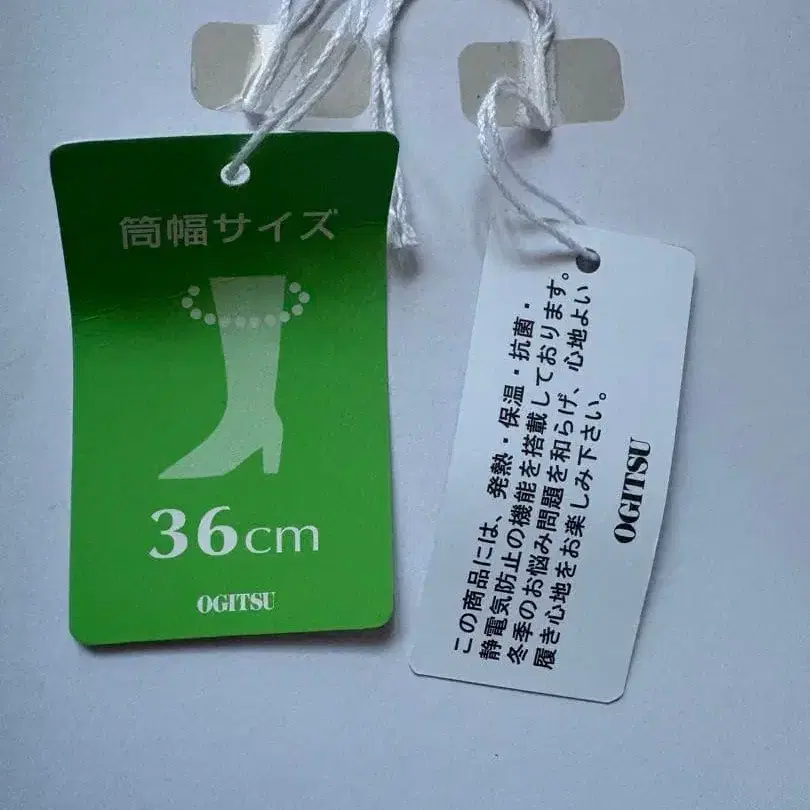 筒幅サイズ
36cm
OGITSU
この商品には、発熱・保温・抗菌・
静電気防止の機能を搭載しております。
冬季のお悩み問題を和らげ、心地よい
履き心地をお楽しみ下さい。
OGITSU